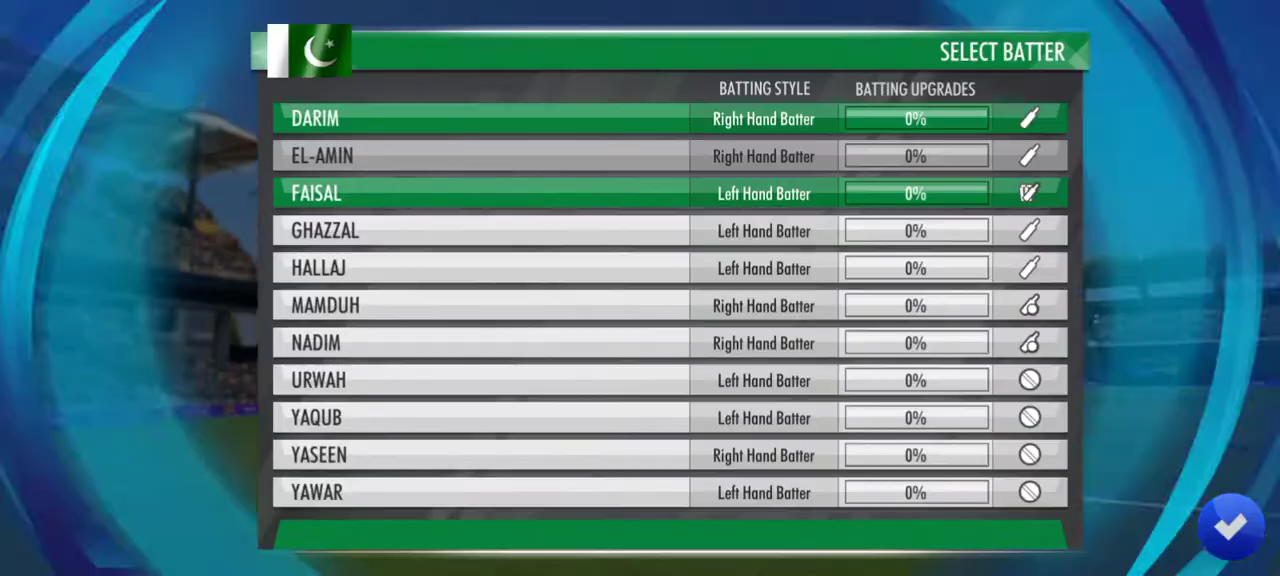 SELECT BATTER
BATTING STYLE BATTING UPGRADES
DARIM Right Hand Batter 0%
EL-AMIN Right Hand Batter 0%
FAISAL Left Hand Batter 0%
GHAZZAL Left Hand Batter 0%
HALLAJ Left Hand Batter 0%
MAMDUH Right Hand Batter 0%
NADIM Right Hand Batter 0%
URWAH Left Hand Batter 0%
YAQUB Left Hand Batter 0%
YASEEN Right Hand Batter 0%
YAWAR Left Hand Batter 0%